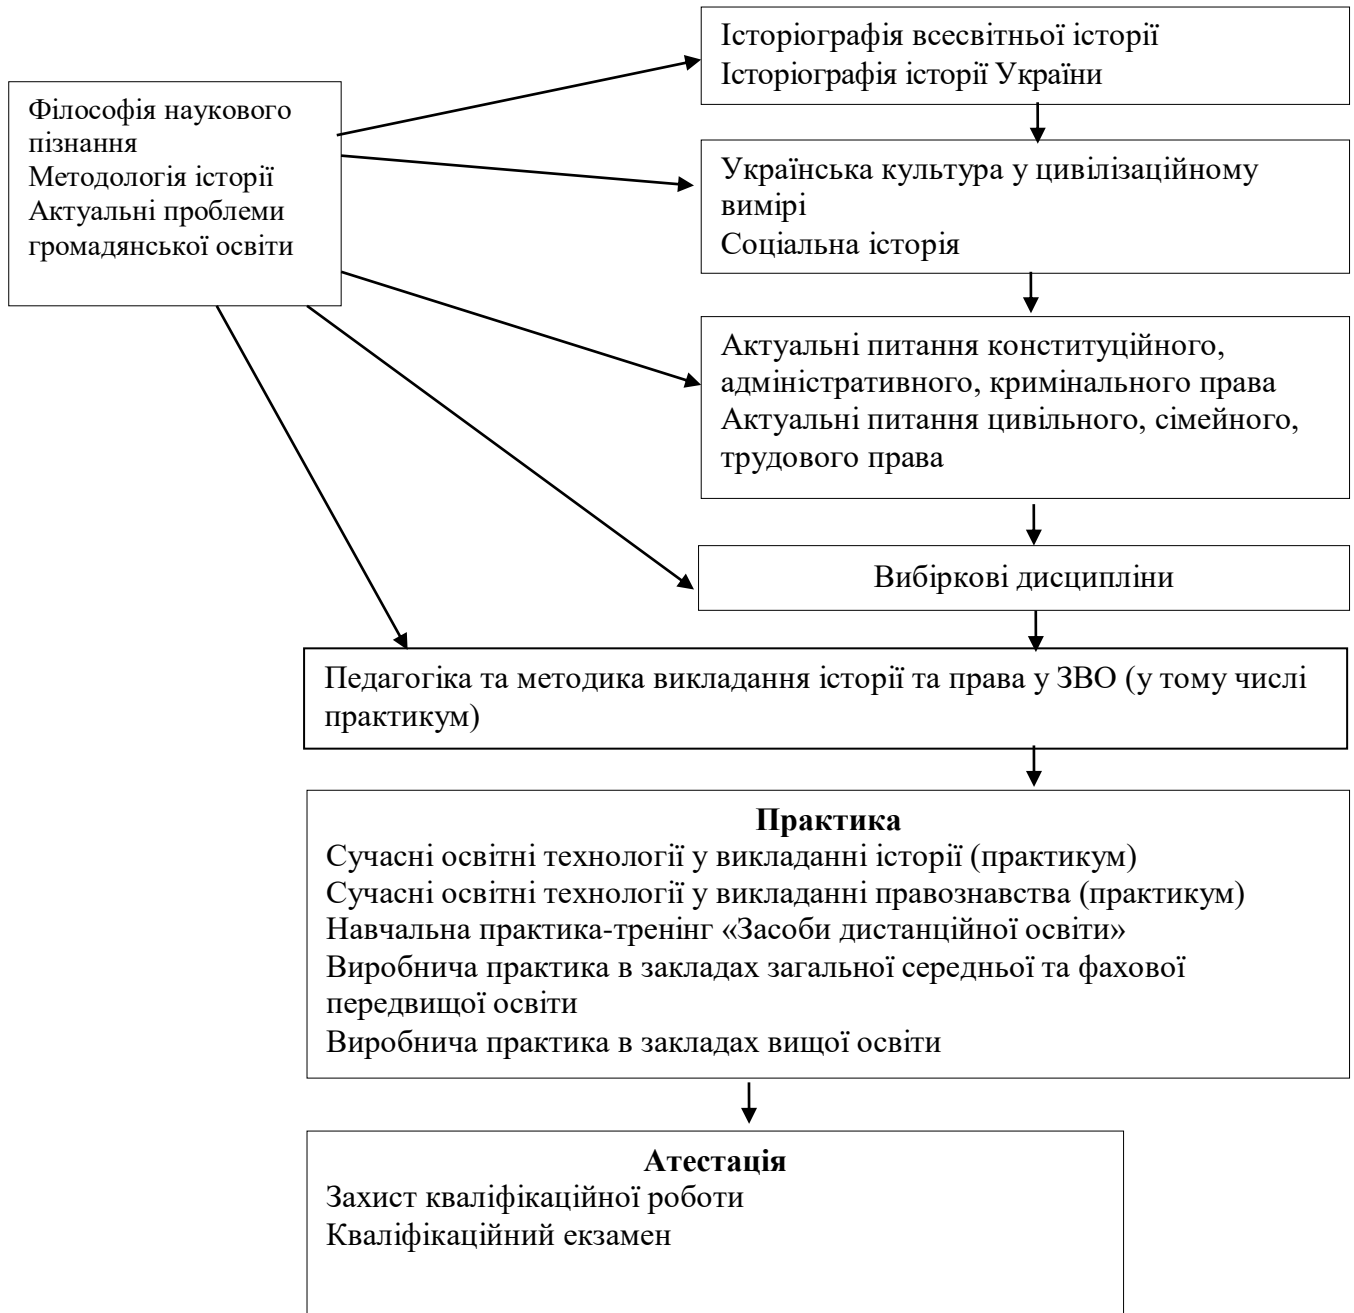 Філософія наукового
пізнання
Методологія історії
Актуальні проблеми
громадянської освіти
Історіографія всесвітньої історії
Історіографія історії України
Українська культура у цивілізаційному
вимірі
Соціальна історія
Актуальні питання конституційного,
адміністративного, кримінального права
Актуальні питання цивільного, сімейного,
трудового права
Вибіркові дисципліни
Педагогіка та методика викладання історії та права у ЗВО (у тому числі
практикум)
Практика
Сучасні освітні технології у викладанні історії (практикум)
Сучасні освітні технології у викладанні правознавства (практикум)
Навчальна практика-тренінг «Засоби дистанційної освіти»
Виробнича практика в закладах загальної середньої та фахової
передвищої освіти
Виробнича практика в закладах вищої освіти
Атестація
Захист кваліфікаційної роботи
Кваліфікаційний екзамен